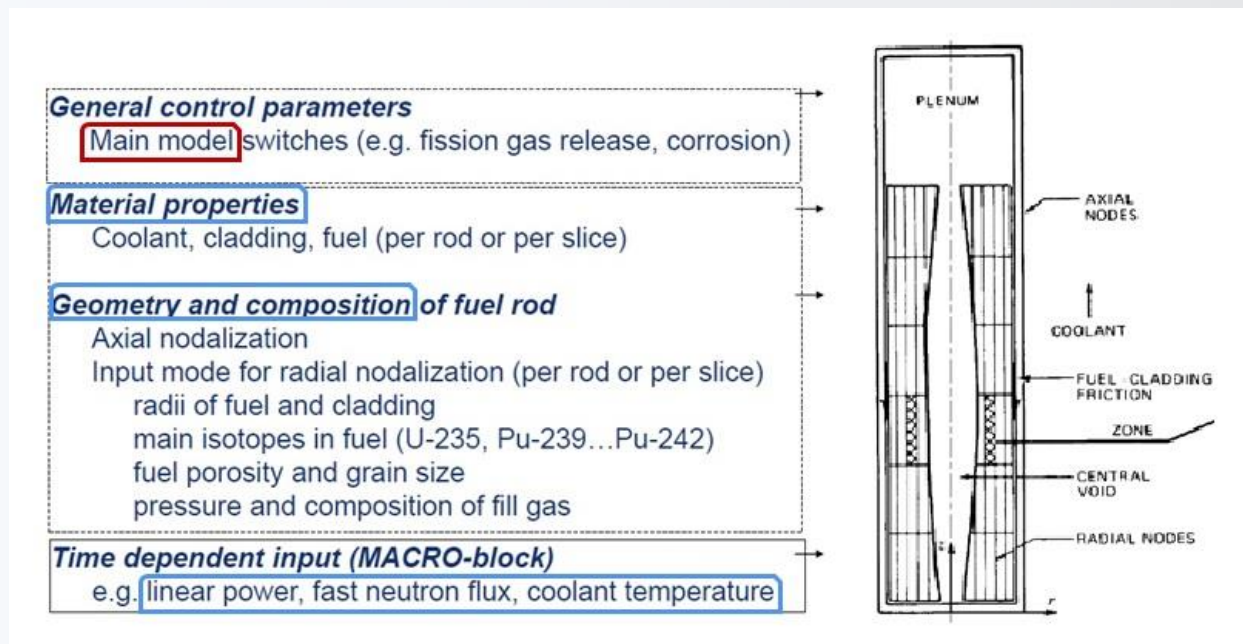 General control parameters
Main model switches (e.g. fission gas release, corrosion)
Material properties
Coolant, cladding, fuel (per rod or per slice)
Geometry and composition of fuel rod
Axial nodalization
Input mode for radial nodalization (per rod or per slice)
radii of fuel and cladding
main isotopes in fuel (U-235, Pu-239…Pu-242)
fuel porosity and grain size
pressure and composition of fill gas
Time dependent input (MACRO-block)
e.g. linear power, fast neutron flux, coolant temperature
PLENUM
AXIAL
NODES
COOLANT
FUEL-CLADDING
FRICTION
ZONE
CENTRAL
VOID
RADIAL NODES
z
r